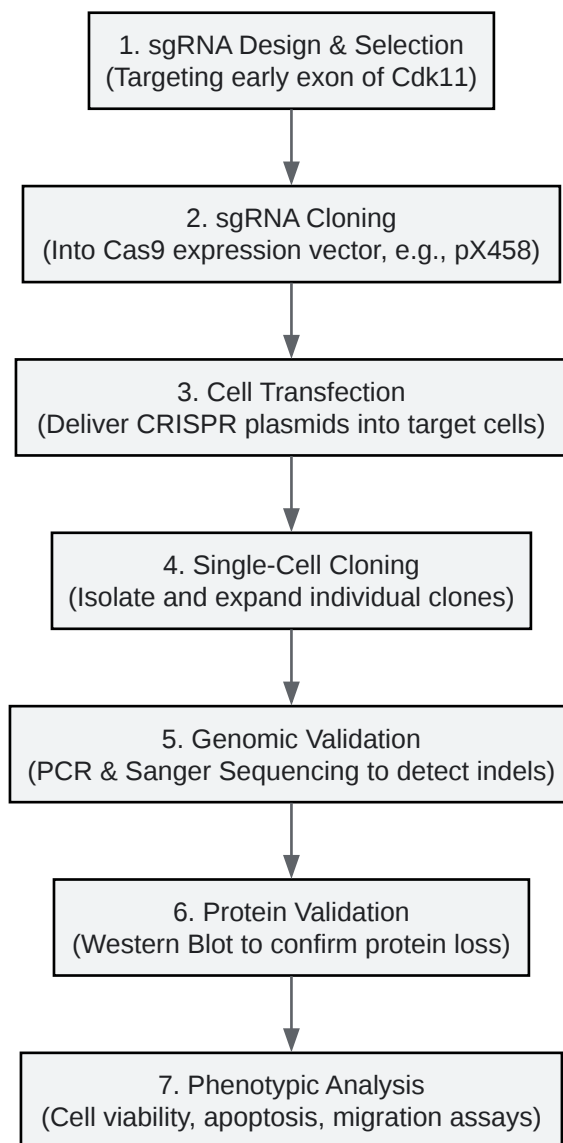 1. sgRNA Design & Selection
(Targeting early exon of Cdk11)
2. sgRNA Cloning
(Into Cas9 expression vector, e.g., pX458)
3. Cell Transfection
(Deliver CRISPR plasmids into target cells)
4. Single-Cell Cloning
(Isolate and expand individual clones)
5. Genomic Validation
(PCR & Sanger Sequencing to detect indels)
6. Protein Validation
(Western Blot to confirm protein loss)
7. Phenotypic Analysis
(Cell viability, apoptosis, migration assays)